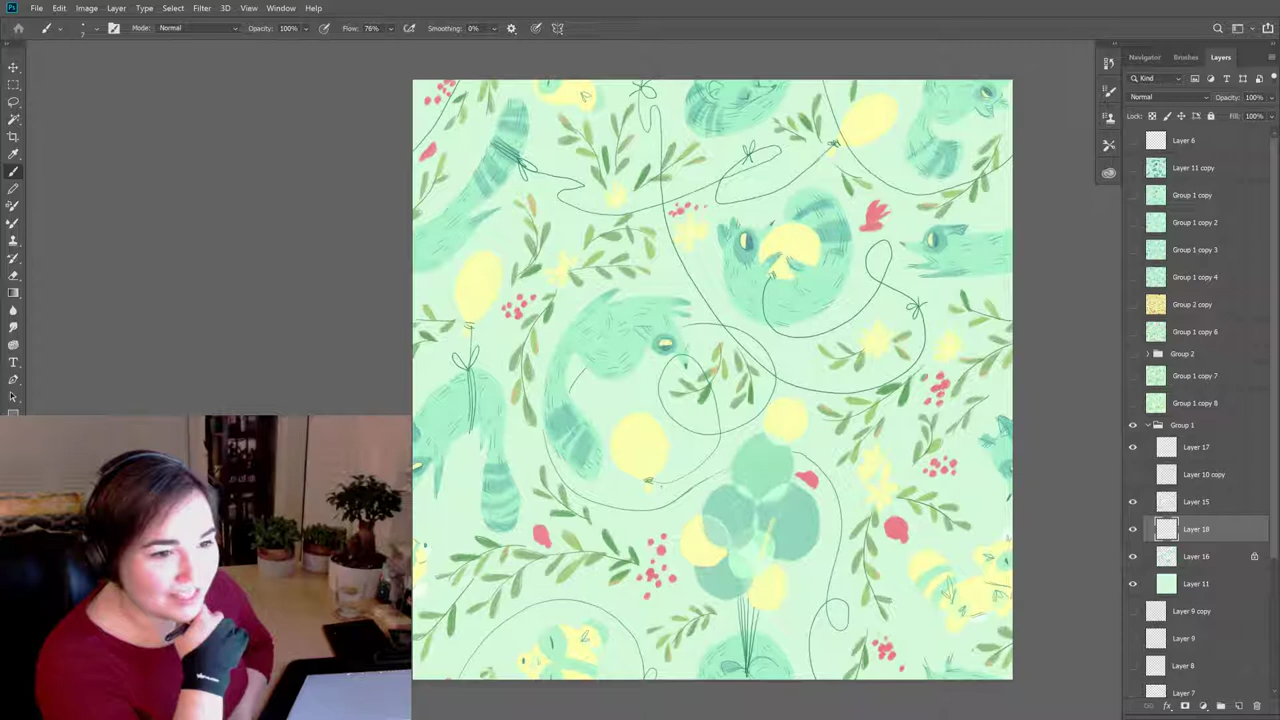 Ps File Edit Image Layer Type Select Filter 3D View Window Help
7 Mode: Normal Opacity: 100% Flow: 76% Smoothing: 0%
Navigator Brushes Layers
Kind
Normal Opacity: 100%
Lock: Fill: 100%
Layer 6
Layer 11 copy
Group 1 copy
Group 1 copy 2
Group 1 copy 3
Group 1 copy 4
Group 2 copy
Group 1 copy 6
Group 2
Group 1 copy 7
Group 1 copy 8
Group 1
Layer 17
Layer 10 copy
Layer 15
Layer 18
Layer 16
Layer 11
Layer 9 copy
Layer 9
Layer 8
Layer 7